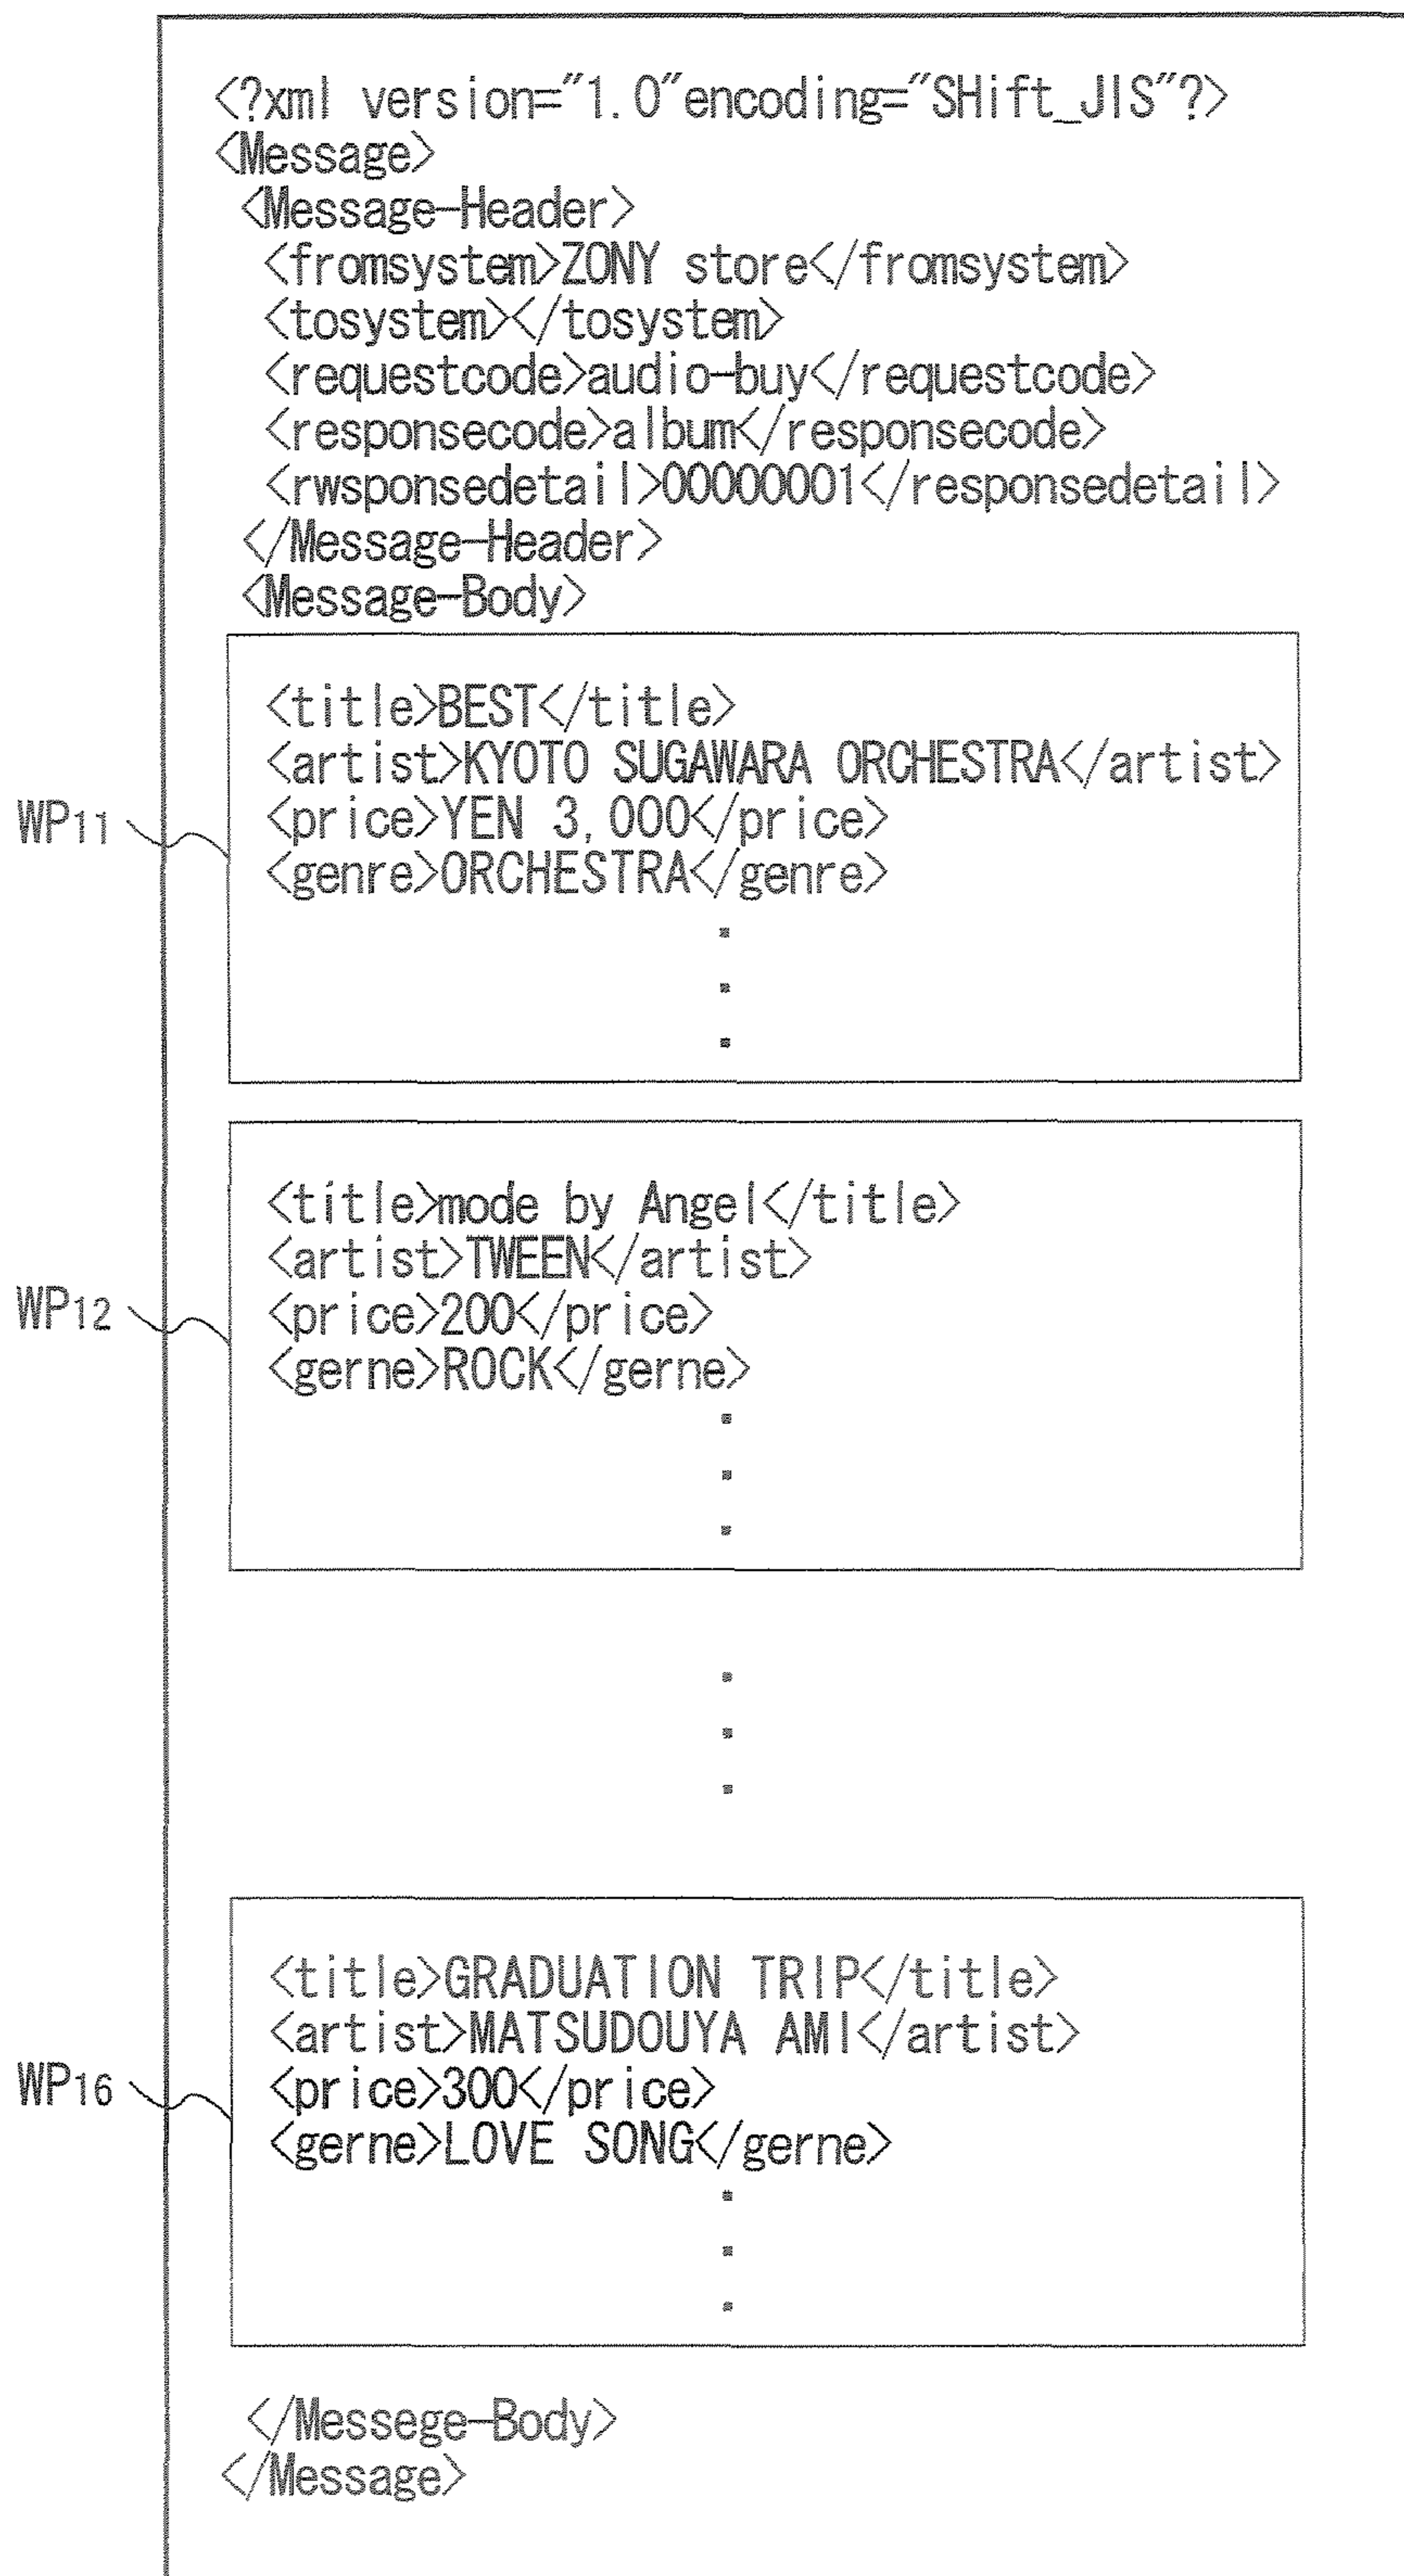 <?xml version="1.0"encoding="SHift_JIS"?>
<Message>
<Message-Header>
<fromsystem>ZONY store</fromsystem>
<tosystem></tosystem>
<requestcode>audio-buy</requestcode>
<responsecode>album</responsecode>
<rwsponsedetail>00000001</responsedetail>
</Message-Header>
<Message-Body>
<title>BEST</title>
<artist>KYOTO SUGAWARA ORCHESTRA</artist>
WP11
<price>YEN 3,000</price>
<genre>ORCHESTRA</genre>
<title>mode by Angel</title>
<artist>TWEEN</artist>
WP12
<price>200</price>
<gerne>ROCK</gerne>
<title>GRADUATION TRIP</title>
<artist>MATSUDOUYA AMI</artist>
WP16
<price>300</price>
<gerne>LOVE SONG</gerne>
</Messege-Body>
</Message>